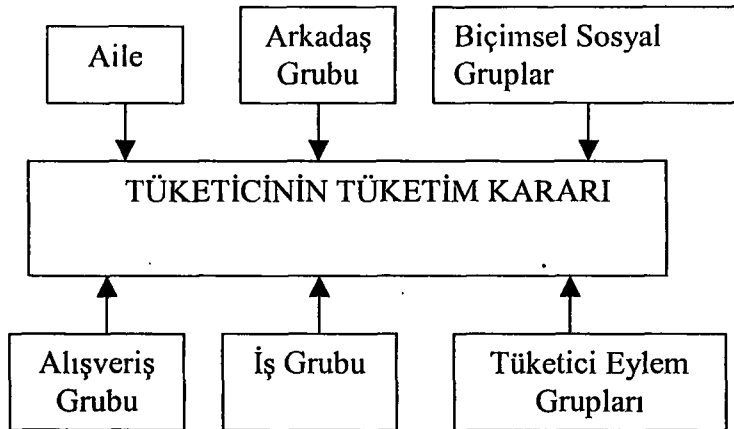 Aile
Arkadaş
Grubu
Biçimsel Sosyal
Gruplar
TÜKETİCİNİN TÜKETİM KARARI
Alışveriş
Grubu
İş Grubu
Tüketici Eylem
Grupları